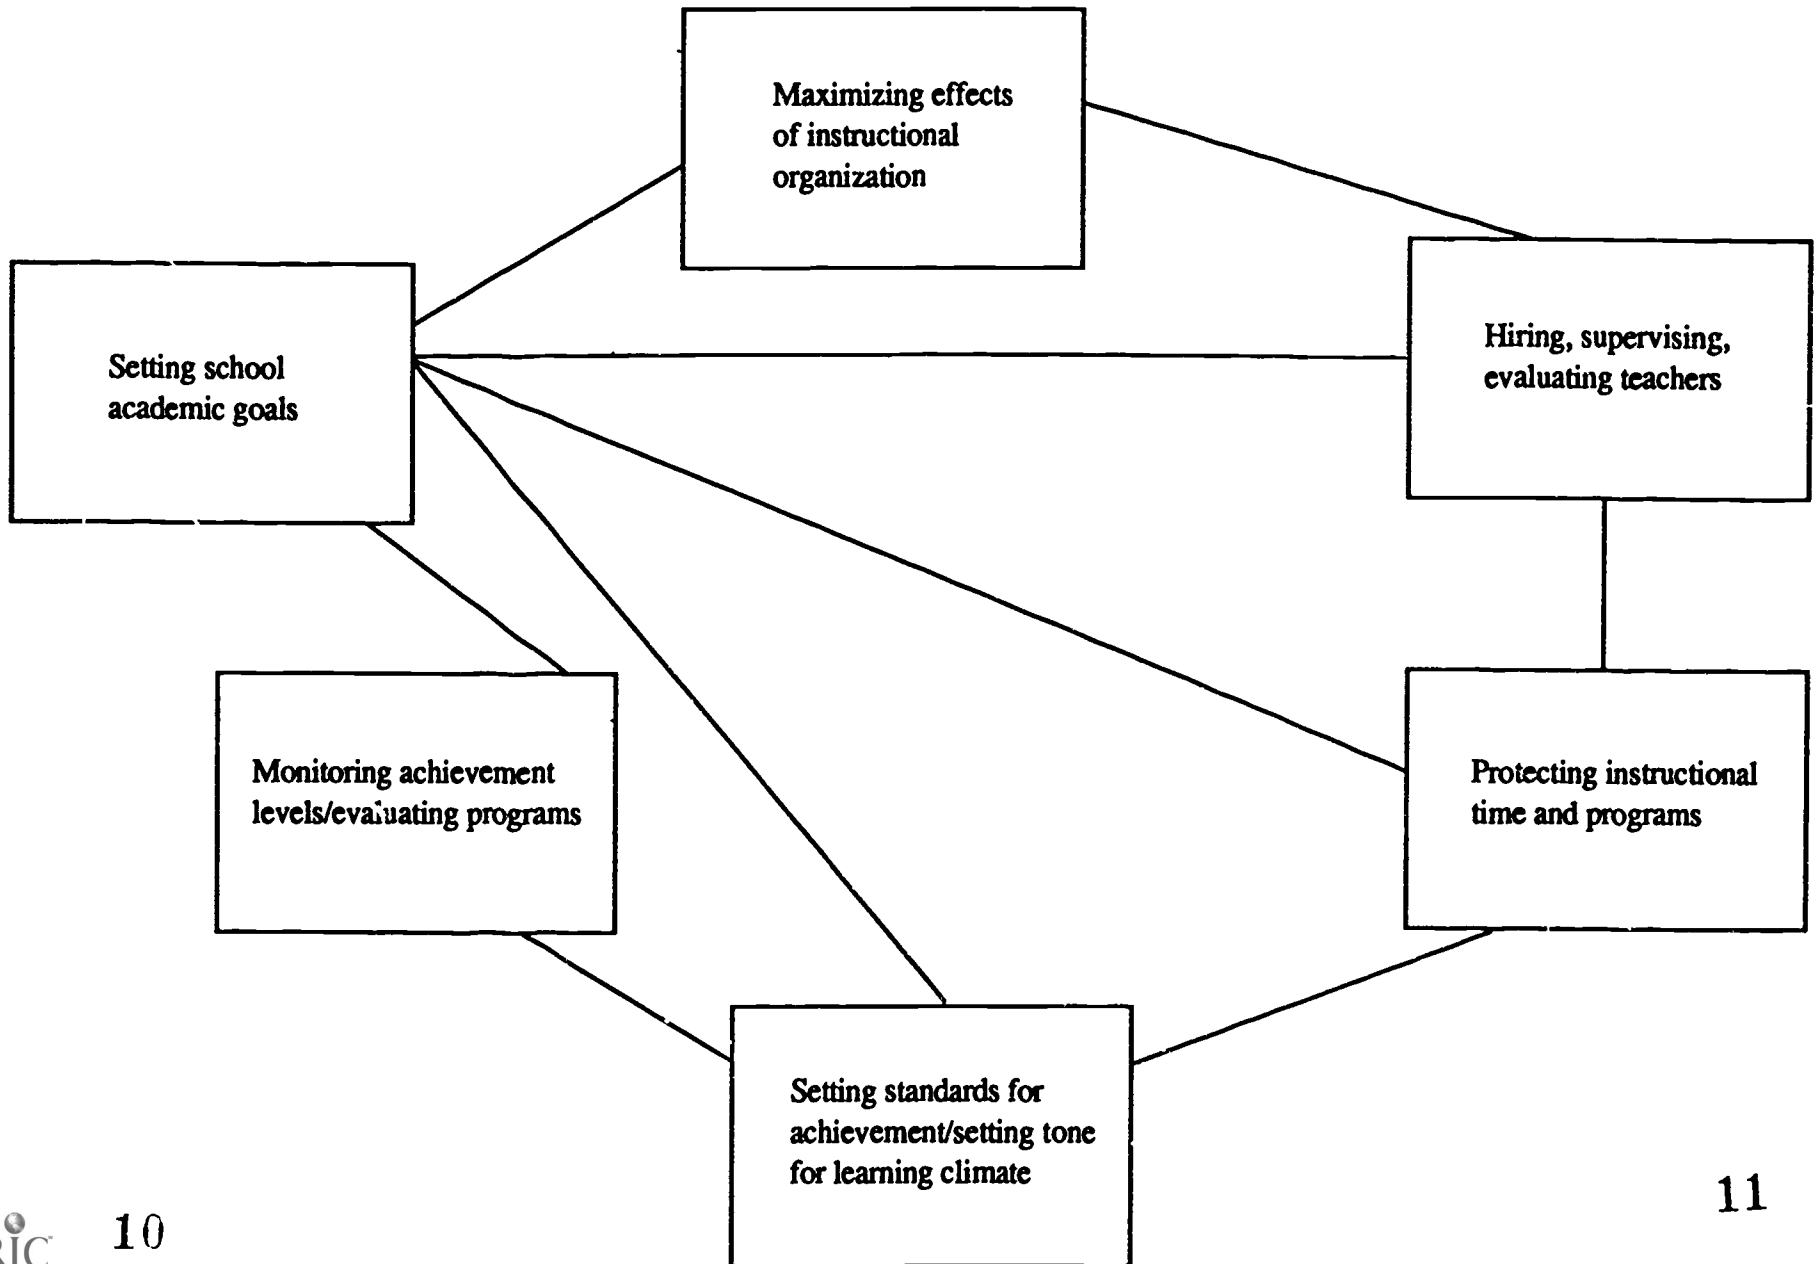 Maximizing effects
of instructional
organization
Setting school
academic goals
Hiring, supervising,
evaluating teachers
Monitoring achievement
levels/evaluating programs
Protecting instructional
time and programs
Setting standards for
achievement/setting tone
for learning climate
11
10
RIC